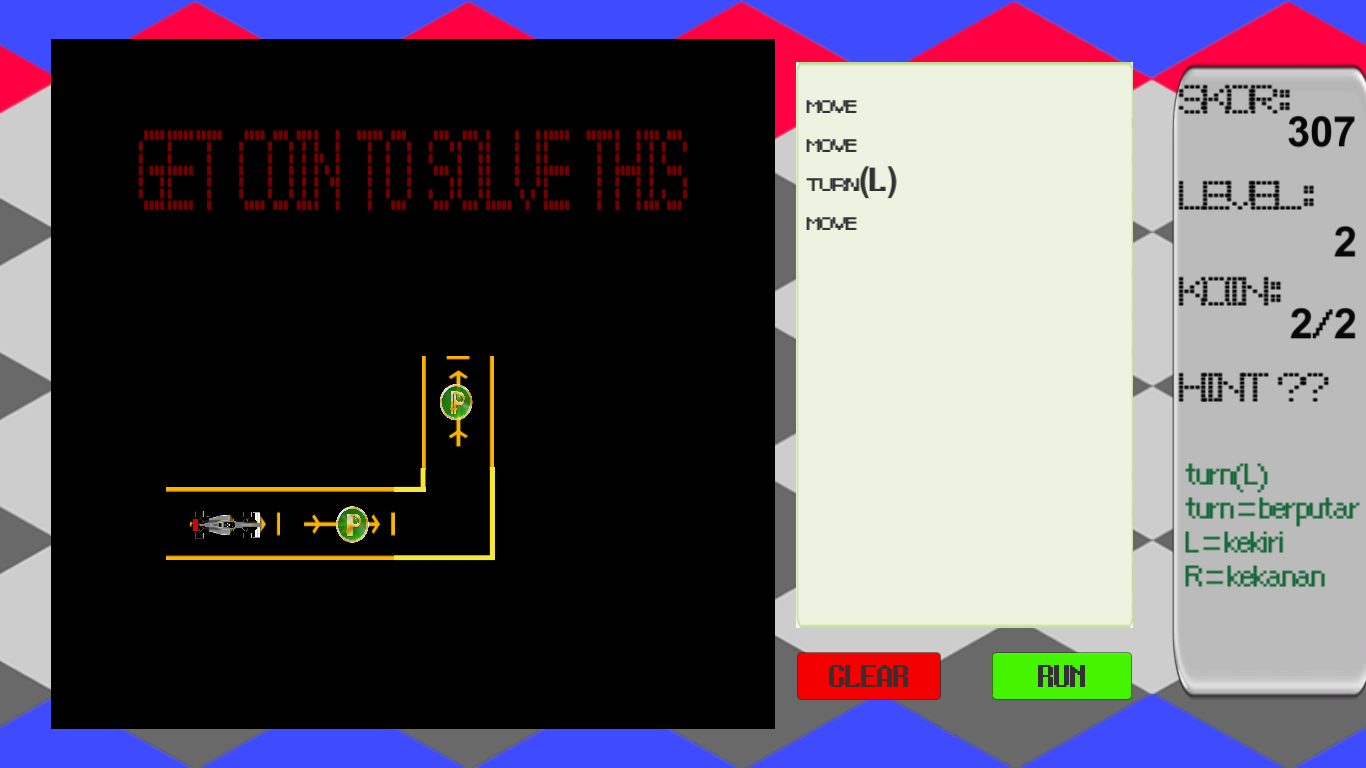 GET COIN TO SOLVE THIS
MOVE
MOVE
TURN(L)
MOVE
CLEAR
RUN
SKOR:
307
LEVEL:
2
KOIN:
2/2
HINT ??
turn(L)
turn=berputar
L=kekiri
R=kekanan
P
P